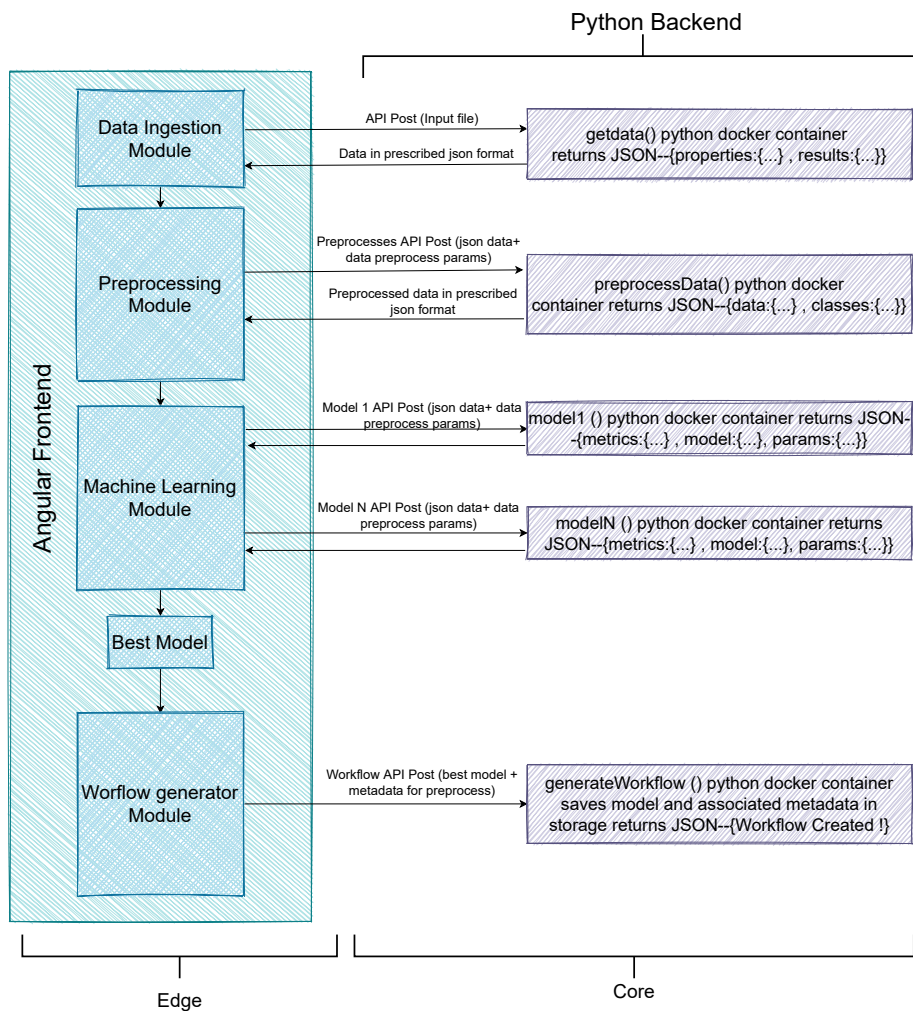 Python Backend
Angular Frontend
Data Ingestion
Module
API Post (Input file)
Data in prescribed json format
getdata() python docker container
returns JSON--{properties:{...} , results:{...}}
Preprocessing
Module
Preprocesses API Post (json data+
data preprocess params)
Preprocessed data in prescribed
json format
preprocessData() python docker
container returns JSON--{data:{...} , classes:{...}}
Machine Learning
Module
Model 1 API Post (json data+ data
preprocess params)
model1 () python docker container returns JSON-
-{metrics:{...} , model:{...}, params:{...}}
Model N API Post (json data+ data
preprocess params)
modelN () python docker container returns
JSON--{metrics:{...} , model:{...}, params:{...}}
Best Model
Worflow generator
Module
Workflow API Post (best model +
metadata for preprocess)
generateWorkflow () python docker container
saves model and associated metadata in
storage returns JSON--{Workflow Created !}
Edge
Core